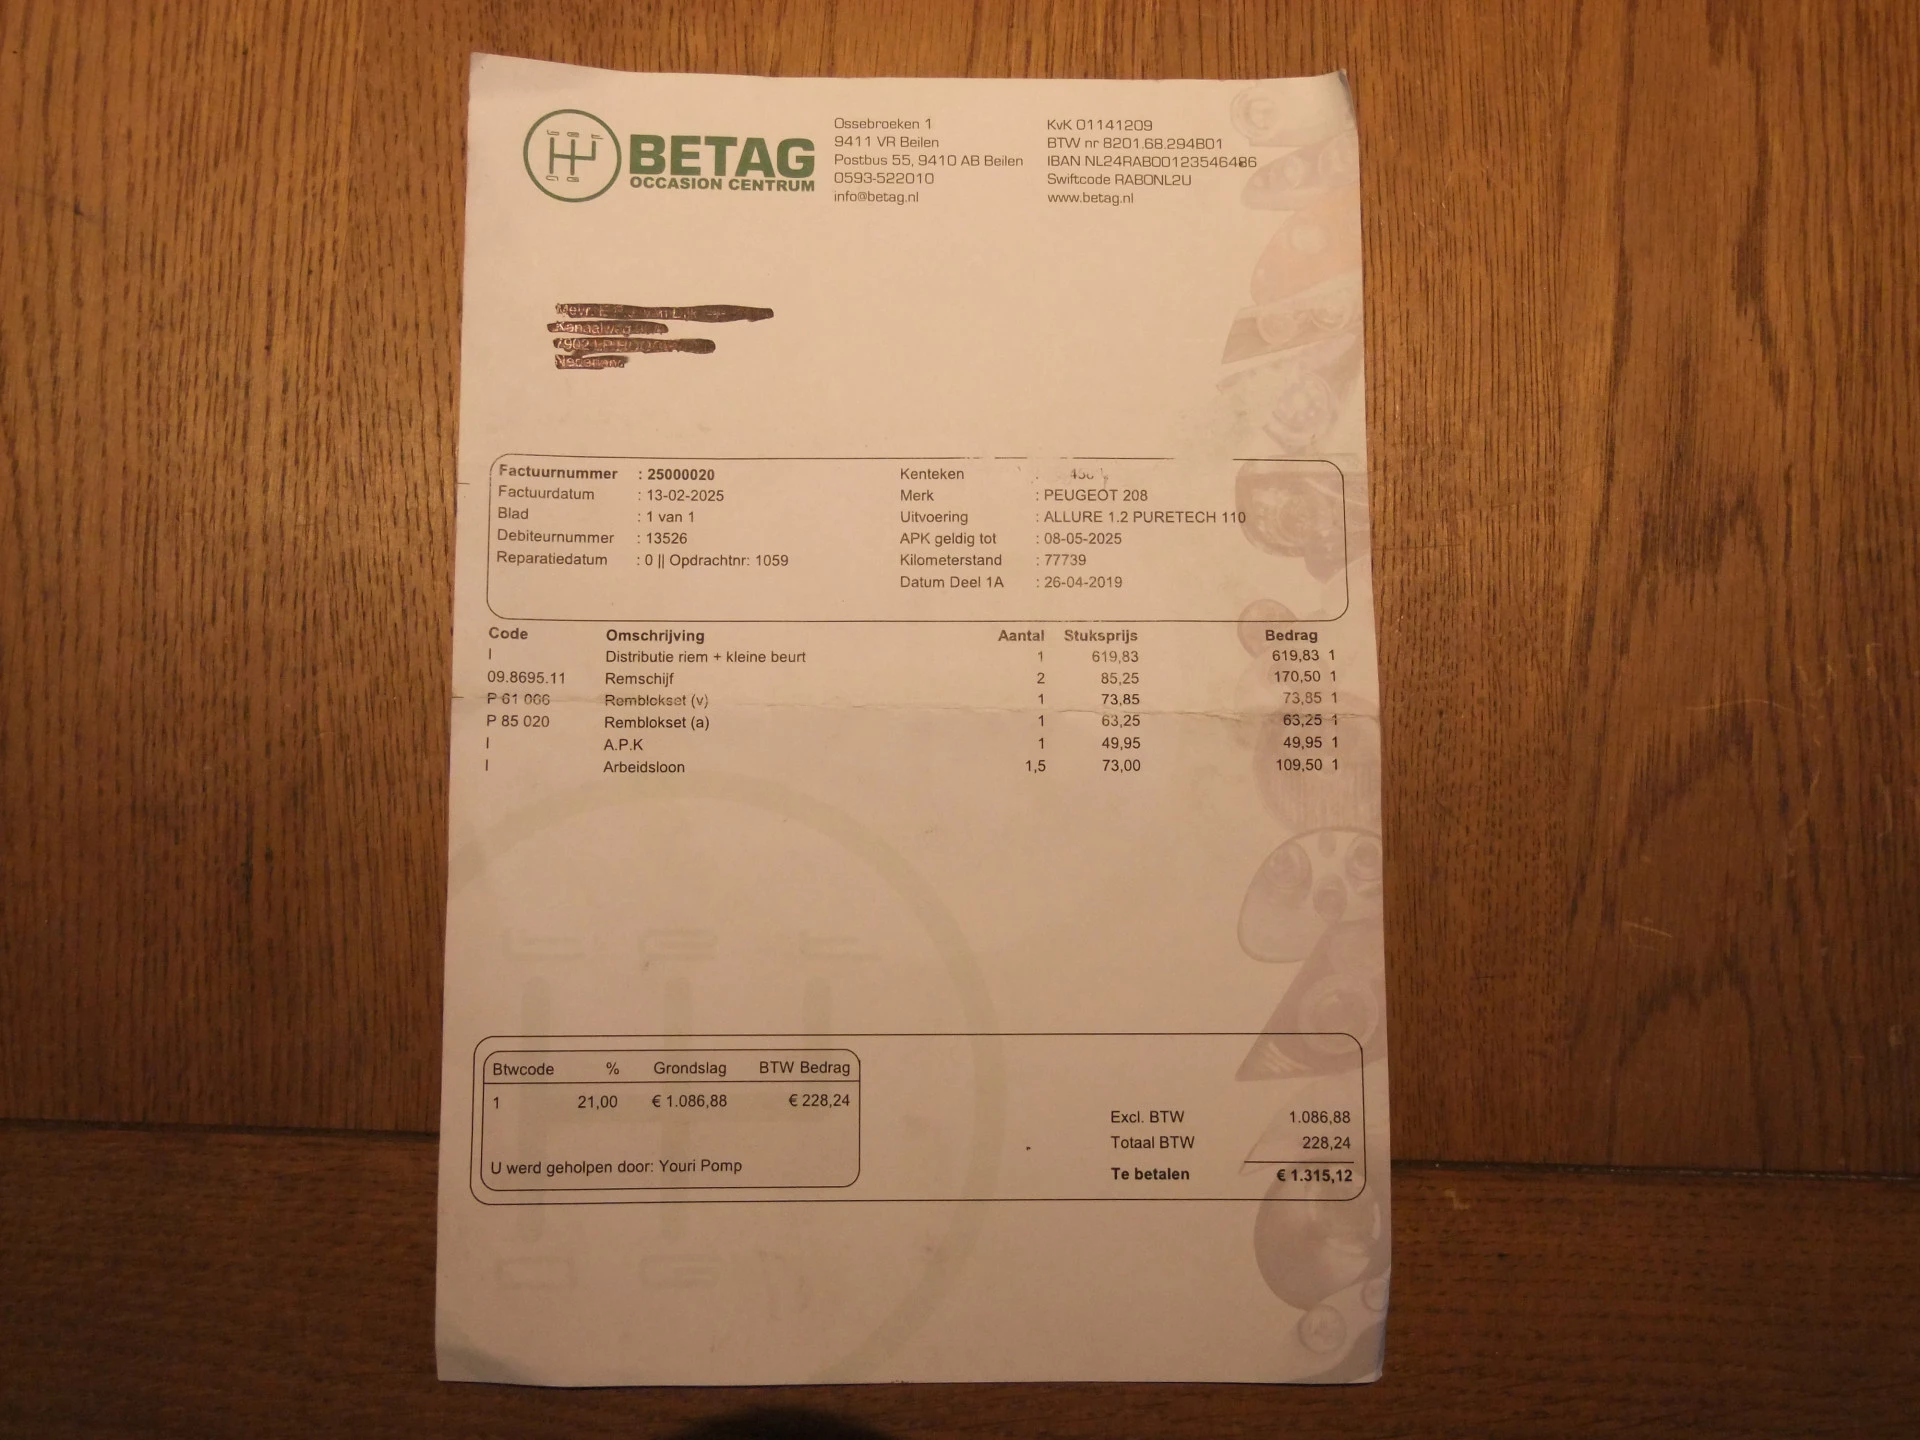 BETAG
OCCASION CENTRUM
Ossebroeken 1
9411 VR Beilen
Postbus 55, 9410 AB Beilen
0593-522010
info@betag.nl
KvK 01141209
BTW nr 8201.68.294B01
IBAN NL24RABO0123546486
Swiftcode RABONL2U
www.betag.nl
Factuurnummer : 25000020
Factuurdatum : 13-02-2025
Blad : 1 van 1
Debiteurnummer : 13526
Reparatiedatum : 0 || Opdrachtnr: 1059
Kenteken :
Merk : PEUGEOT 208
Uitvoering : ALLURE 1.2 PURETECH 110
APK geldig tot : 08-05-2025
Kilometerstand : 77739
Datum Deel 1A : 26-04-2019
Code Omschrijving Aantal Stuksprijs Bedrag
I Distributie riem + kleine beurt 1 619,83 619,83 1
09.8695.11 Remschijf 2 85,25 170,50 1
P 61 066 Remblokset (v) 1 73,85 73,85 1
P 85 020 Remblokset (a) 1 63,25 63,25 1
I A.P.K 1 49,95 49,95 1
I Arbeidsloon 1,5 73,00 109,50 1
Btwcode % Grondslag BTW Bedrag
1 21,00 € 1.086,88 € 228,24
U werd geholpen door: Youri Pomp
Excl. BTW 1.086,88
Totaal BTW 228,24
Te betalen € 1.315,12